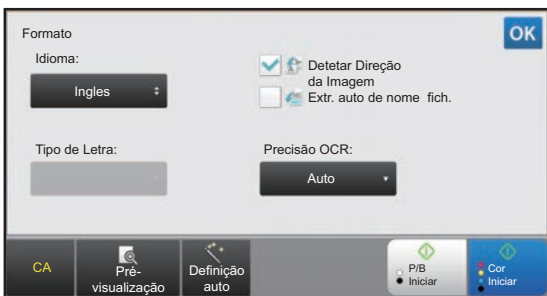 Formato
OK
Idioma:
Ingles
Detetar Direção
da Imagem
Extr. auto de nome fich.
Tipo de Letra:
Precisão OCR:
Auto
CA
Pré-
visualização
Definição
auto
P/B
Iniciar
Cor
Iniciar